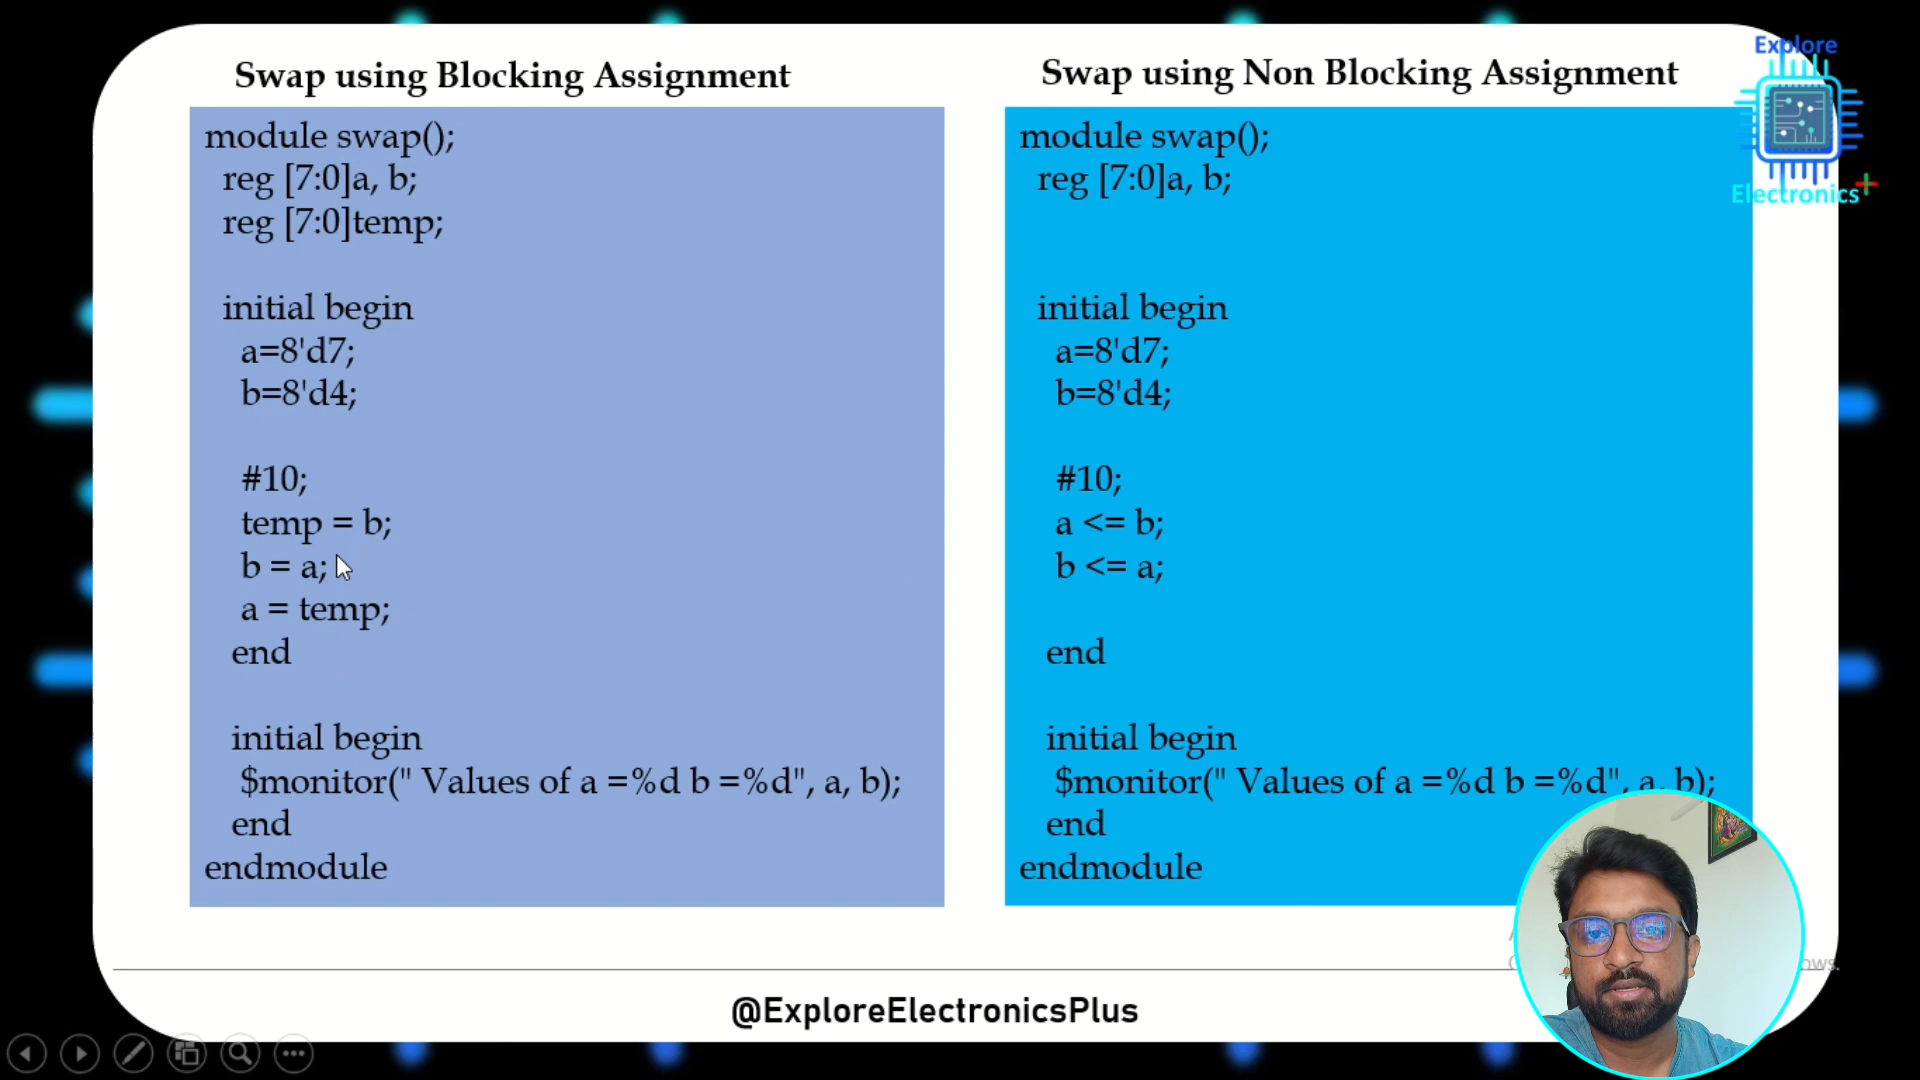 Swap using Blocking Assignment
module swap();
reg [7:0]a, b;
reg [7:0]temp;
initial begin
a=8'd7;
b=8'd4;
#10;
temp = b;
b = a;
a = temp;
end
initial begin
$monitor(" Values of a =%d b =%d", a, b);
end
endmodule
Swap using Non Blocking Assignment
module swap();
reg [7:0]a, b;
initial begin
a=8'd7;
b=8'd4;
#10;
a <= b;
b <= a;
end
initial begin
$monitor(" Values of a =%d b =%d", a, b);
end
endmodule
Explore
Electronics+
@ExploreElectronicsPlus